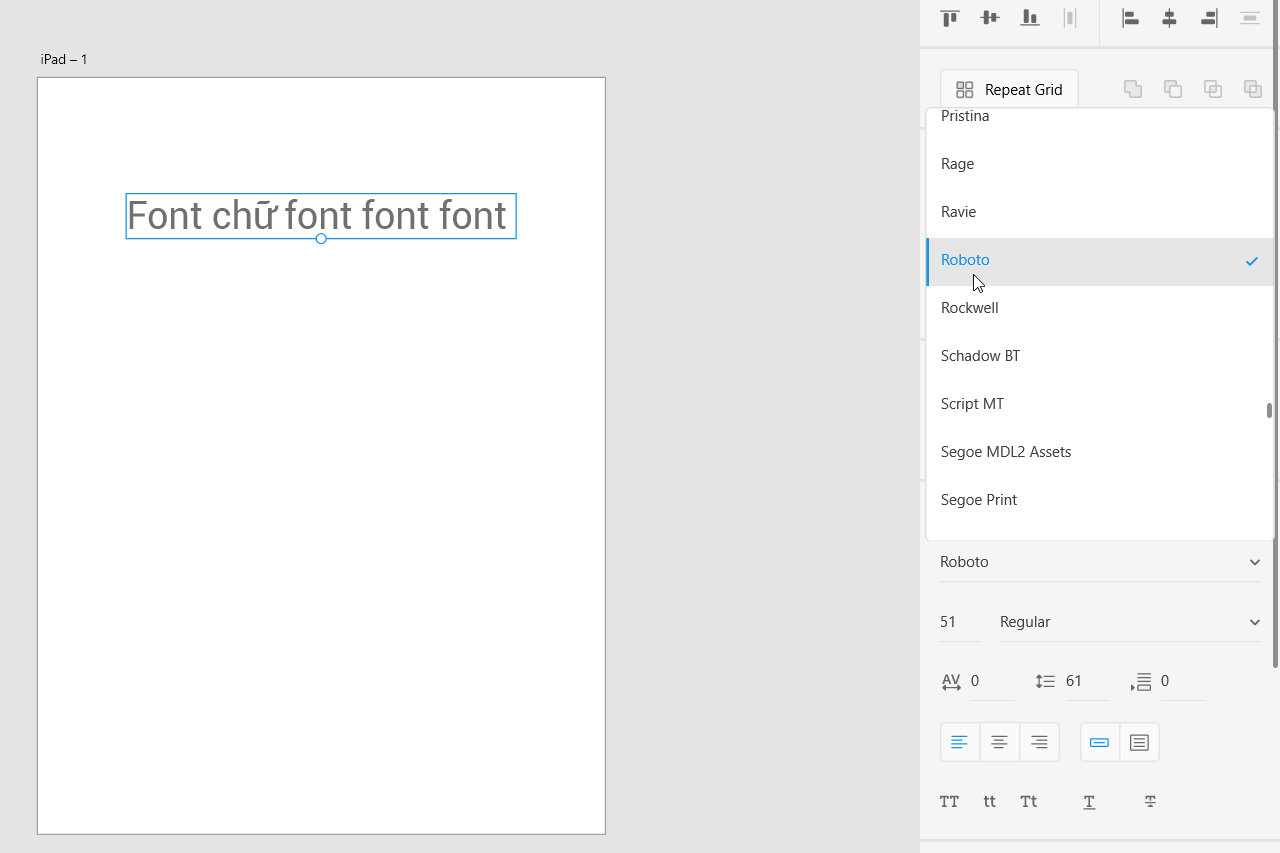 iPad – 1
Font chữ font font font
Repeat Grid
Pristina
Rage
Ravie
Roboto
Rockwell
Schadow BT
Script MT
Segoe MDL2 Assets
Segoe Print
Roboto
51 Regular
AV 0 61 0
TT tt Tt T T